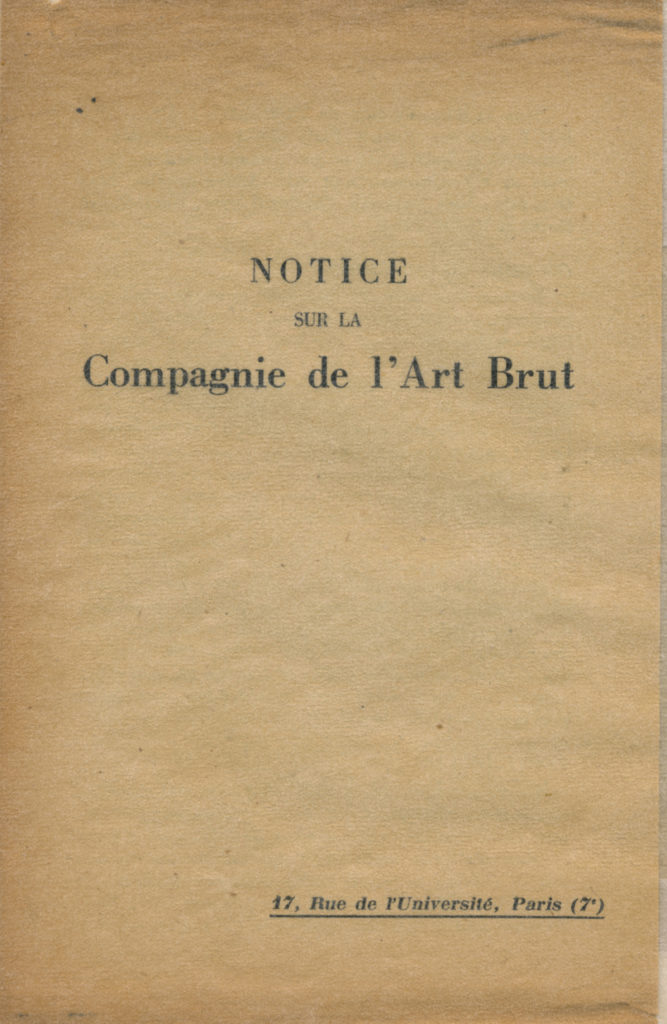 NOTICE
SUR LA
Compagnie de l'Art Brut
17, Rue de l'Université, Paris (7e)